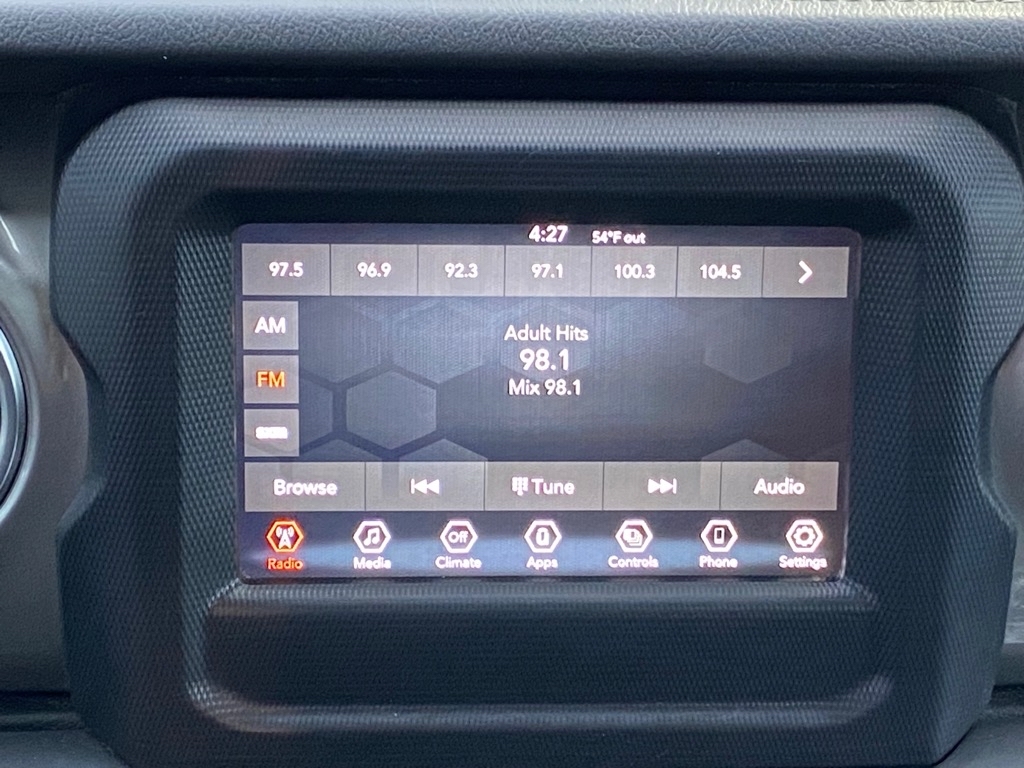 4:27 54°F out
97.5 96.9 92.3 97.1 100.3 104.5
AM
Adult Hits
98.1
FM
Mix 98.1
Browse Tune Audio
Off
Radio Media Climate Apps Controls Phone Settings